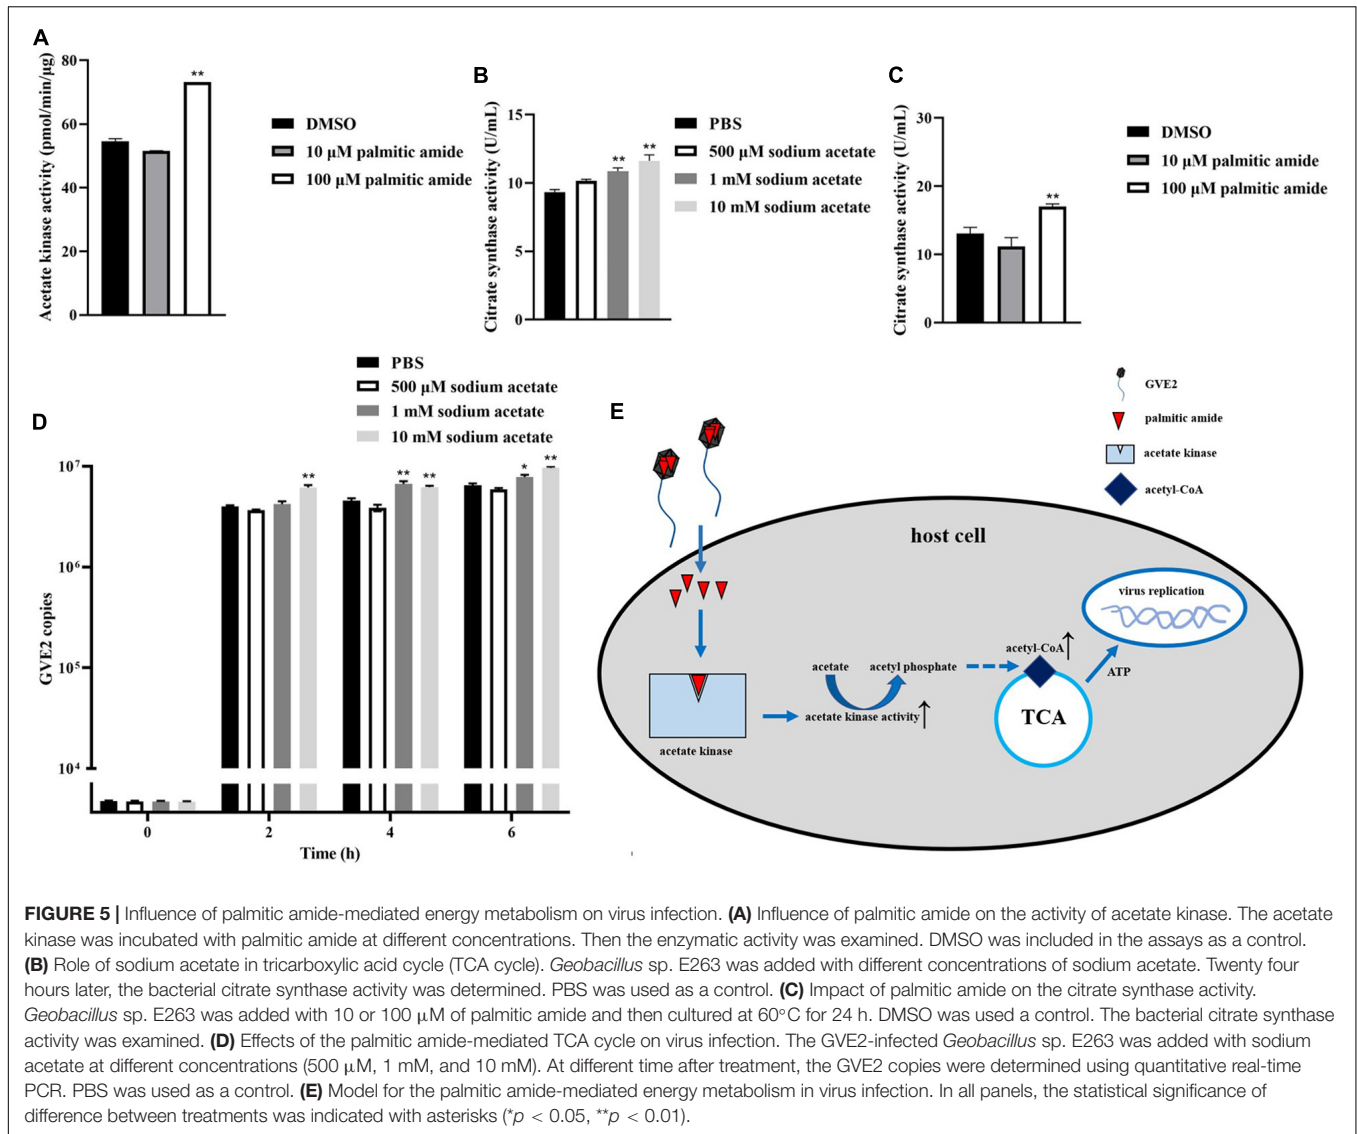 A
Acetate kinase activity (pmol/min/µg)
80
60
40
20
0
**
DMSO
10 µM palmitic amide
100 µM palmitic amide
B
Citrate synthase activity (U/mL)
15
10
5
0
**
**
PBS
500 µM sodium acetate
1 mM sodium acetate
10 mM sodium acetate
C
Citrate synthase activity (U/mL)
30
20
10
0
**
DMSO
10 µM palmitic amide
100 µM palmitic amide
D
PBS
500 µM sodium acetate
1 mM sodium acetate
10 mM sodium acetate
GVE2 copies
10⁷
10⁶
10⁵
10⁴
**
**
**
*
**
0
2
4
6
Time (h)
E
GVE2
palmitic amide
acetate kinase
acetyl-CoA
host cell
virus replication
acetyl-CoA
ATP
TCA
acetate
acetyl phosphate
acetate kinase activity
acetate kinase
FIGURE 5 | Influence of palmitic amide-mediated energy metabolism on virus infection. (A) Influence of palmitic amide on the activity of acetate kinase. The acetate
kinase was incubated with palmitic amide at different concentrations. Then the enzymatic activity was examined. DMSO was included in the assays as a control.
(B) Role of sodium acetate in tricarboxylic acid cycle (TCA cycle). Geobacillus sp. E263 was added with different concentrations of sodium acetate. Twenty four
hours later, the bacterial citrate synthase activity was determined. PBS was used as a control. (C) Impact of palmitic amide on the citrate synthase activity.
Geobacillus sp. E263 was added with 10 or 100 µM of palmitic amide and then cultured at 60°C for 24 h. DMSO was used a control. The bacterial citrate synthase
activity was examined. (D) Effects of the palmitic amide-mediated TCA cycle on virus infection. The GVE2-infected Geobacillus sp. E263 was added with sodium
acetate at different concentrations (500 µM, 1 mM, and 10 mM). At different time after treatment, the GVE2 copies were determined using quantitative real-time
PCR. PBS was used as a control. (E) Model for the palmitic amide-mediated energy metabolism in virus infection. In all panels, the statistical significance of
difference between treatments was indicated with asterisks (*p < 0.05, **p < 0.01).